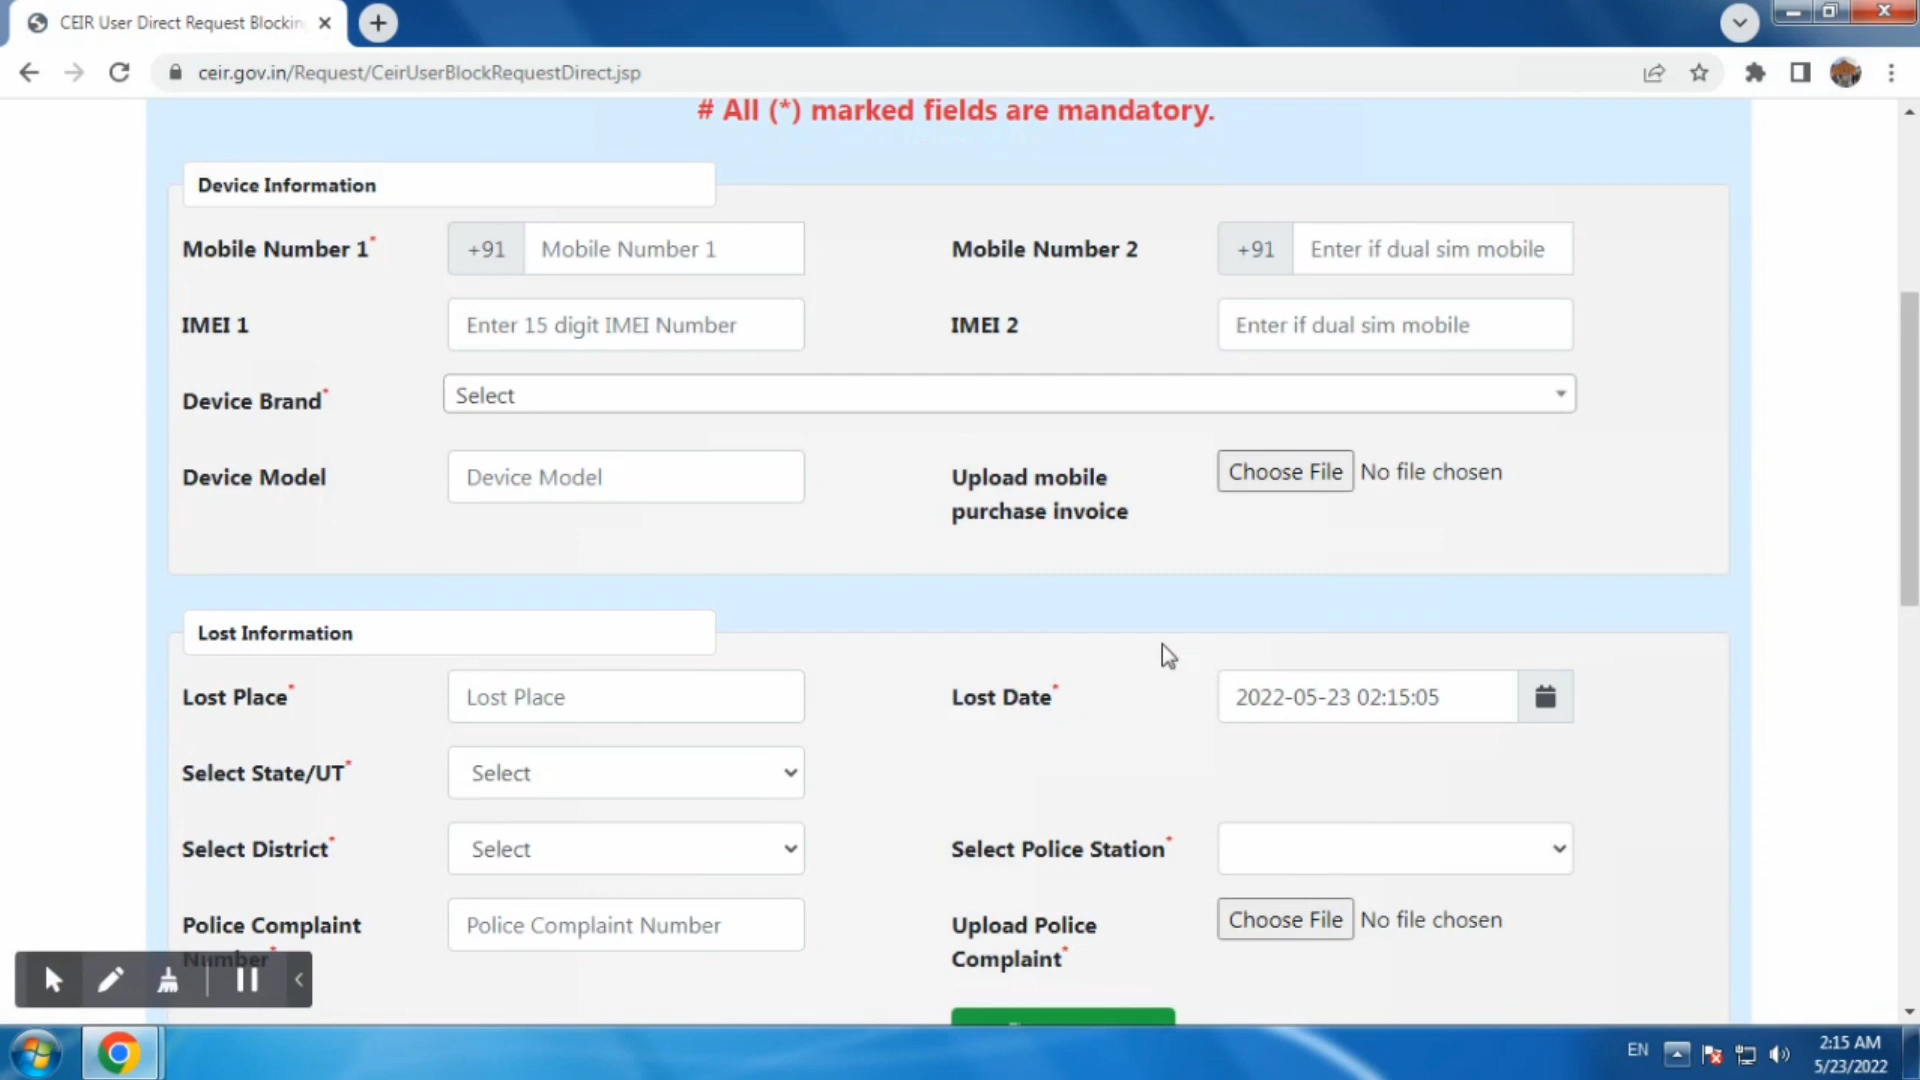 CEIR User Direct Request Blockin
ceir.gov.in/Request/CeirUserBlockRequestDirect.jsp
# All (*) marked fields are mandatory.
Device Information
Mobile Number 1* +91 Mobile Number 1 Mobile Number 2 +91 Enter if dual sim mobile
IMEI 1 Enter 15 digit IMEI Number IMEI 2 Enter if dual sim mobile
Device Brand* Select
Device Model Device Model Upload mobile purchase invoice Choose File No file chosen
Lost Information
Lost Place* Lost Place Lost Date* 2022-05-23 02:15:05
Select State/UT* Select
Select District* Select Select Police Station*
Police Complaint Number* Police Complaint Number Upload Police Complaint* Choose File No file chosen
EN 2:15 AM
5/23/2022